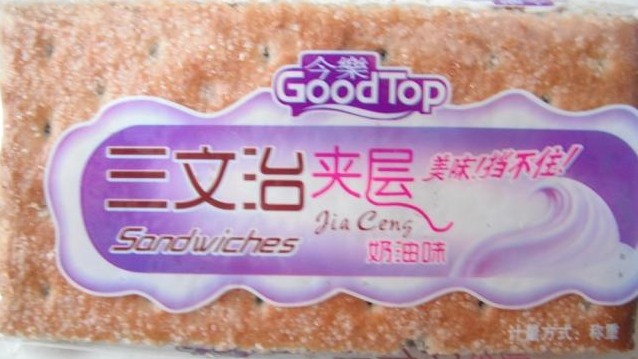 今樂
GoodTop
三文治夹层
美味!挡不住!
Jia Ceng
Sandwiches
奶油味
计量方式：称重